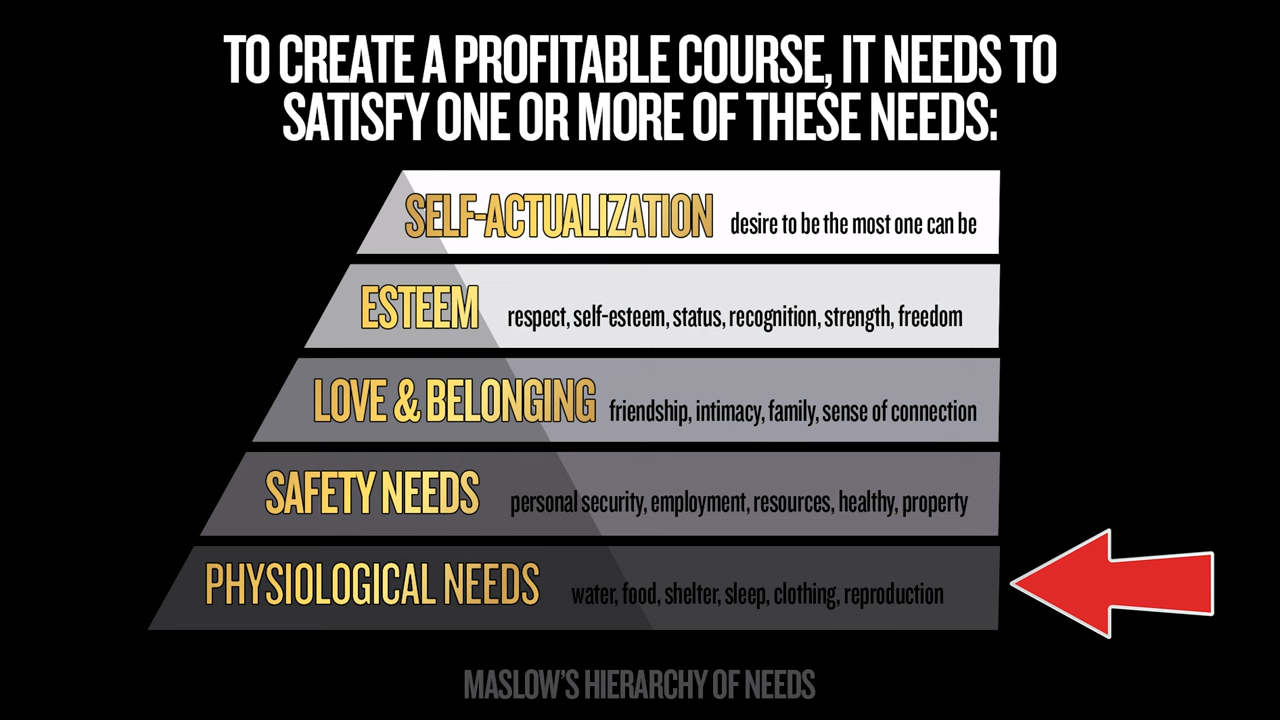 TO CREATE A PROFITABLE COURSE, IT NEEDS TO
SATISFY ONE OR MORE OF THESE NEEDS:
SELF-ACTUALIZATION desire to be the most one can be
ESTEEM respect, self-esteem, status, recognition, strength, freedom
LOVE & BELONGING friendship, intimacy, family, sense of connection
SAFETY NEEDS personal security, employment, resources, healthy, property
PHYSIOLOGICAL NEEDS water, food, shelter, sleep, clothing, reproduction
MASLOW'S HIERARCHY OF NEEDS